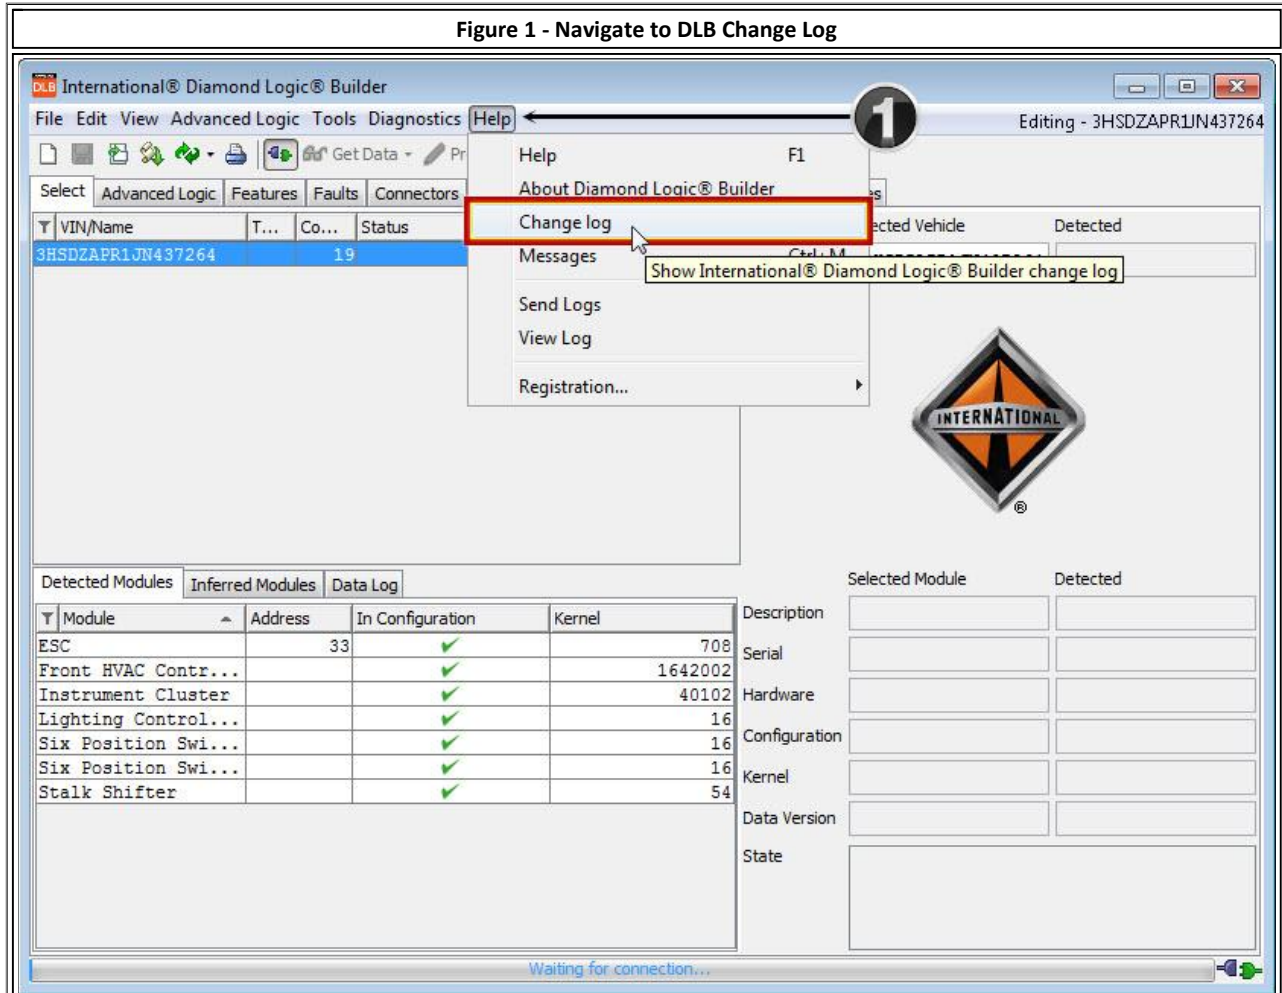 Figure 1 - Navigate to DLB Change Log
DLB International® Diamond Logic® Builder
File Edit View Advanced Logic Tools Diagnostics Help 1 Editing - 3HSDZAPR1JN437264
Get Data Pr
Help F1
Select Advanced Logic Features Faults Connectors
About Diamond Logic® Builder
VIN/Name T... Co... Status
Change log
Vehicle Detected
3HSDZAPR1JN437264 19
Messages Ctrl+M
Show International® Diamond Logic® Builder change log
Send Logs
View Log
Registration...
INTERNATIONAL
®
Detected Modules Inferred Modules Data Log
Selected Module Detected
Module Address In Configuration Kernel
Description
ESC 33 708
Serial
Front HVAC Contr... 1642002
Instrument Cluster 40102
Hardware
Lighting Control... 16
Six Position Swi... 16
Configuration
Six Position Swi... 16
Kernel
Stalk Shifter 54
Data Version
State
Waiting for connection...